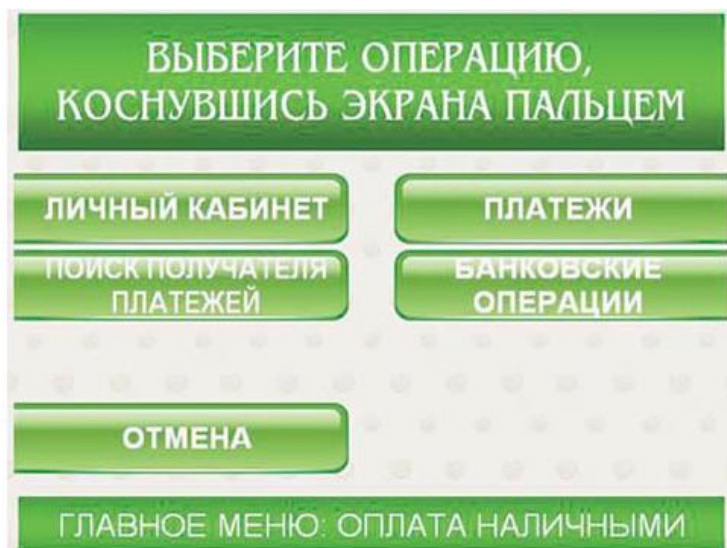 ВЫБЕРИТЕ ОПЕРАЦИЮ,
КОСНУВШИСЬ ЭКРАНА ПАЛЬЦЕМ
ЛИЧНЫЙ КАБИНЕТ
ПЛАТЕЖИ
ПОИСК ПОЛУЧАТЕЛЯ
ПЛАТЕЖЕЙ
БАНКОВСКИЕ
ОПЕРАЦИИ
ОТМЕНА
ГЛАВНОЕ МЕНЮ: ОПЛАТА НАЛИЧНЫМИ